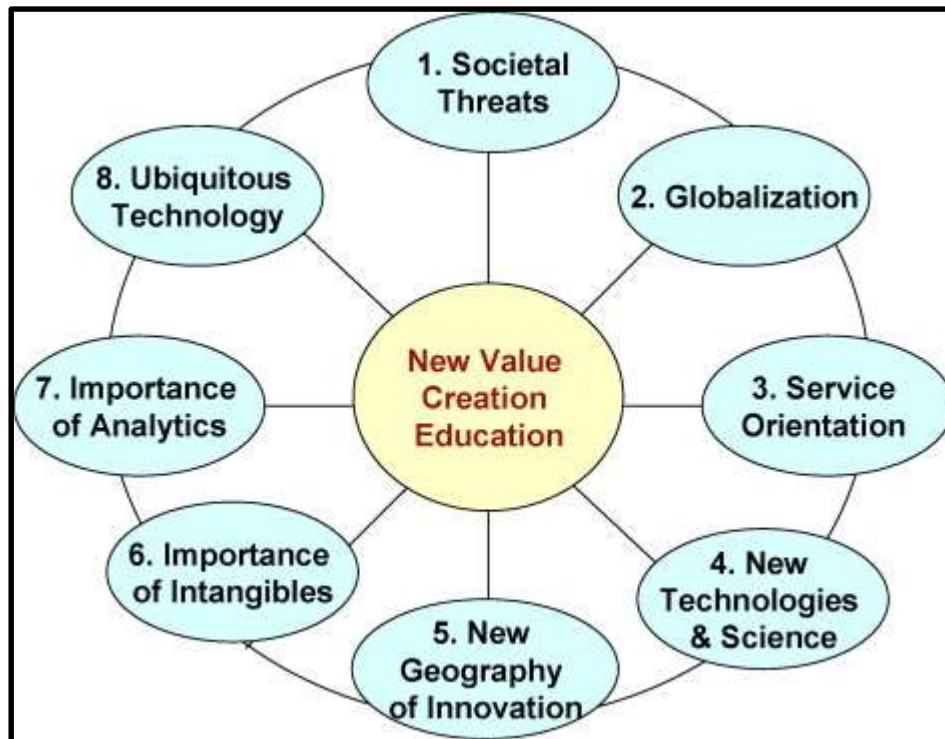 1. Societal
Threats
2. Globalization
3. Service
Orientation
4. New
Technologies
& Science
5. New
Geography
of Innovation
6. Importance
of Intangibles
7. Importance
of Analytics
8. Ubiquitous
Technology
New Value
Creation
Education